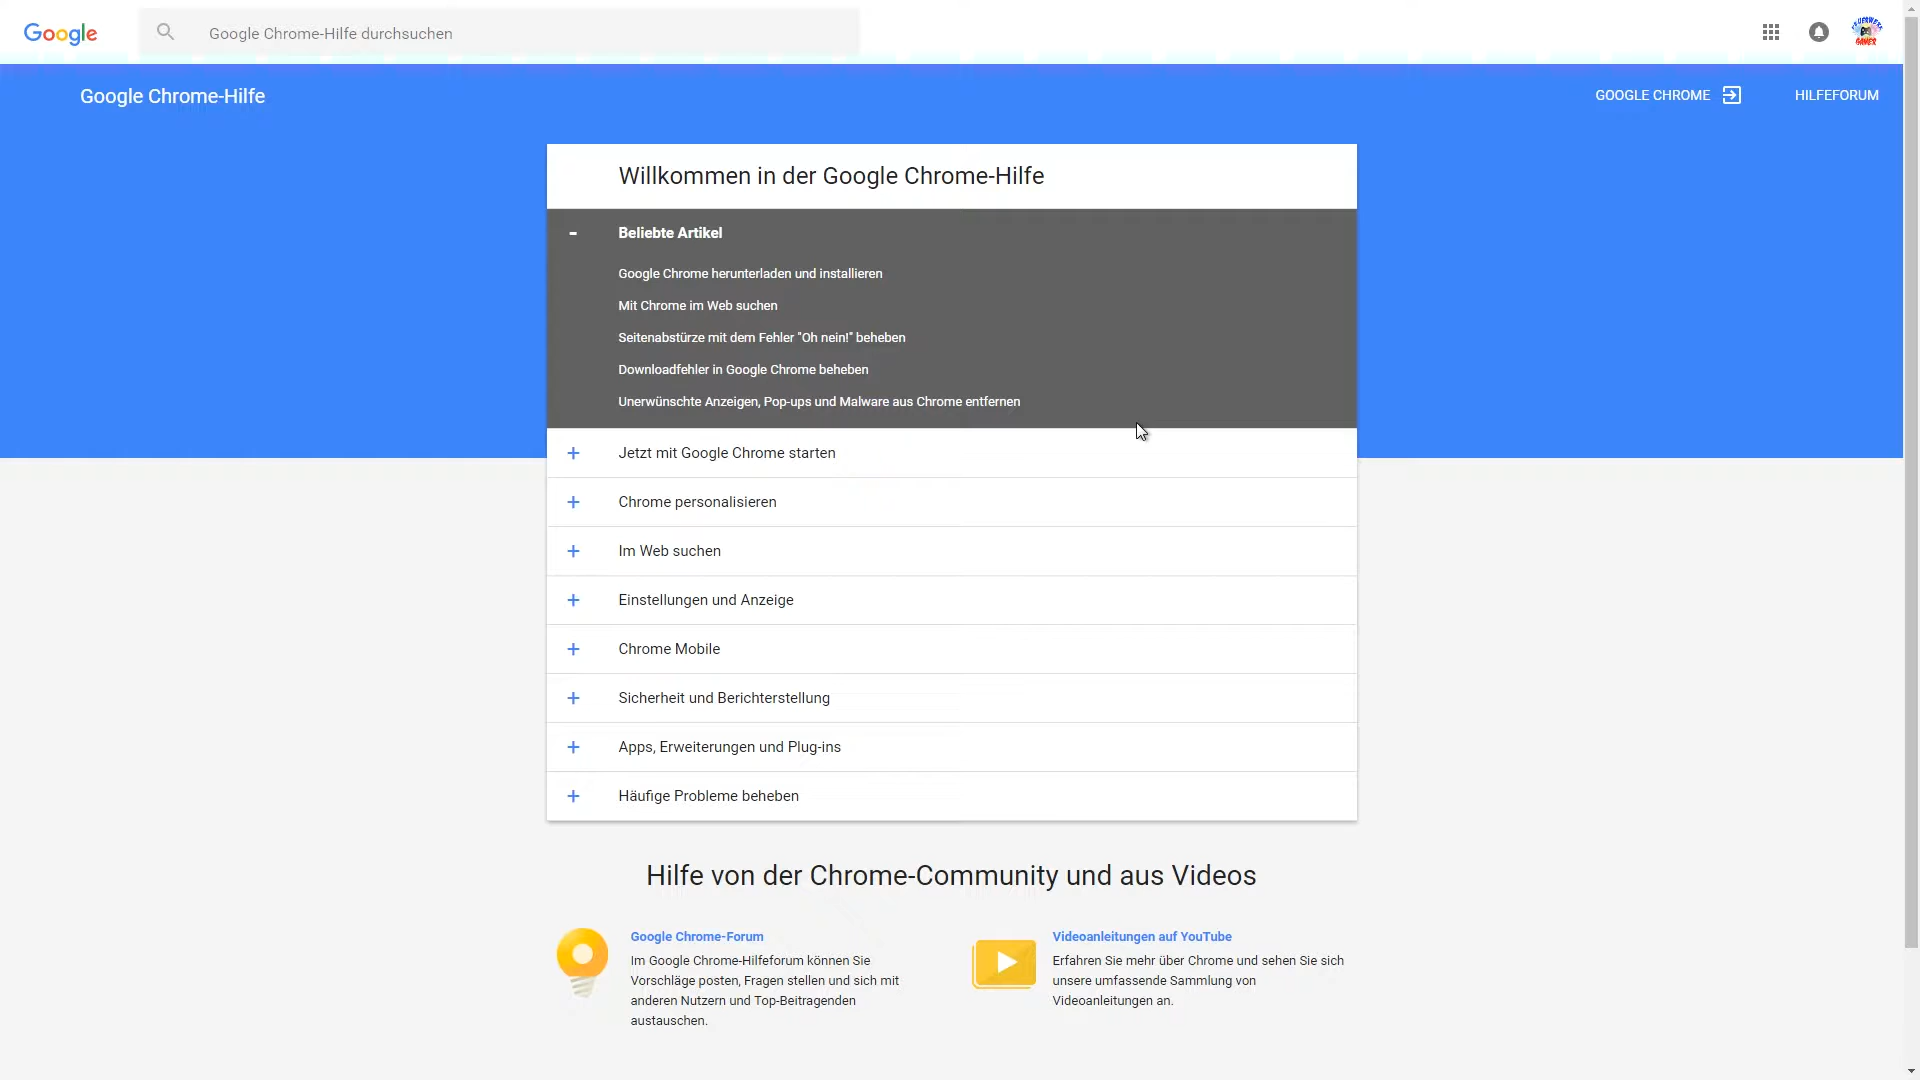 Google
Google Chrome-Hilfe durchsuchen
Google Chrome-Hilfe
GOOGLE CHROME
HILFEFORUM
Willkommen in der Google Chrome-Hilfe
Beliebte Artikel
Google Chrome herunterladen und installieren
Mit Chrome im Web suchen
Seitenabstürze mit dem Fehler "Oh nein!" beheben
Downloadfehler in Google Chrome beheben
Unerwünschte Anzeigen, Pop-ups und Malware aus Chrome entfernen
Jetzt mit Google Chrome starten
Chrome personalisieren
Im Web suchen
Einstellungen und Anzeige
Chrome Mobile
Sicherheit und Berichterstellung
Apps, Erweiterungen und Plug-ins
Häufige Probleme beheben
Hilfe von der Chrome-Community und aus Videos
Google Chrome-Forum
Im Google Chrome-Hilfeforum können Sie
Vorschläge posten, Fragen stellen und sich mit
anderen Nutzern und Top-Beitragenden
austauschen.
Videoanleitungen auf YouTube
Erfahren Sie mehr über Chrome und sehen Sie sich
unsere umfassende Sammlung von
Videoanleitungen an.